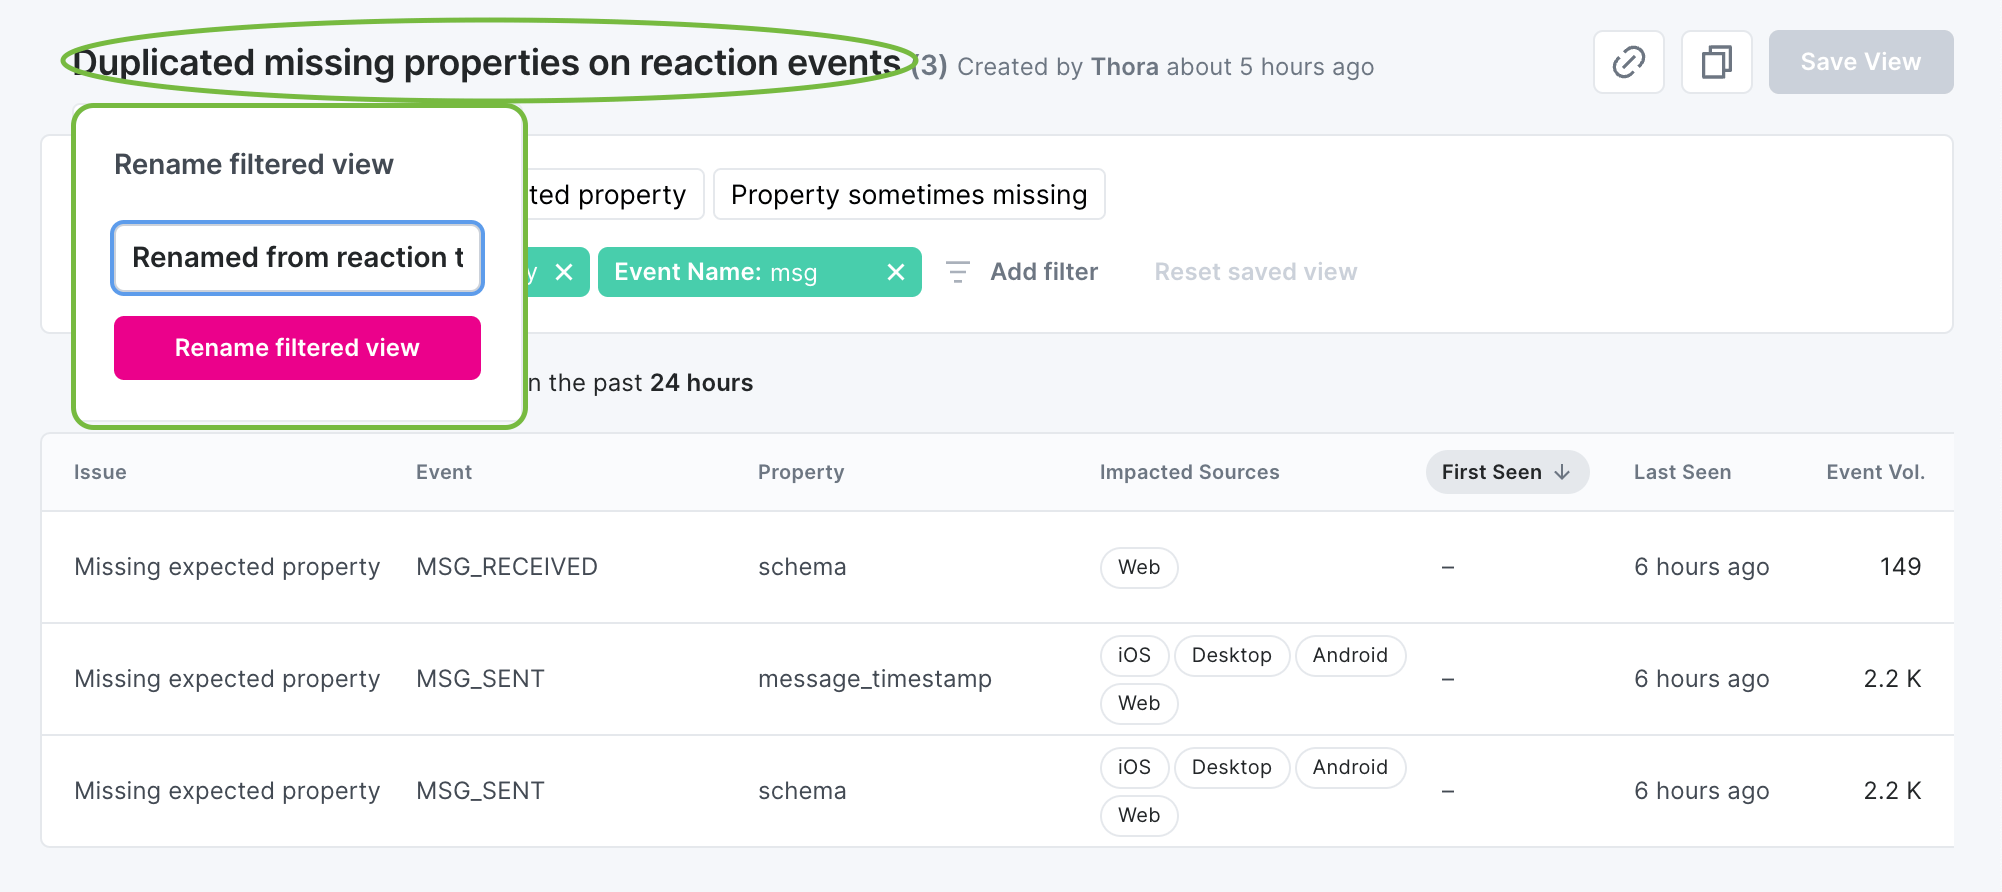 Duplicated missing properties on reaction events (3) Created by Thora about 5 hours ago
Save View
Rename filtered view
Renamed from reaction t
Rename filtered view
property
Property sometimes missing
Event Name: msg
Add filter
Reset saved view
the past 24 hours
Issue Event Property Impacted Sources First Seen Last Seen Event Vol.
Missing expected property MSG_RECEIVED schema Web – 6 hours ago 149
Missing expected property MSG_SENT message_timestamp iOS Desktop Android Web – 6 hours ago 2.2 K
Missing expected property MSG_SENT schema iOS Desktop Android Web – 6 hours ago 2.2 K